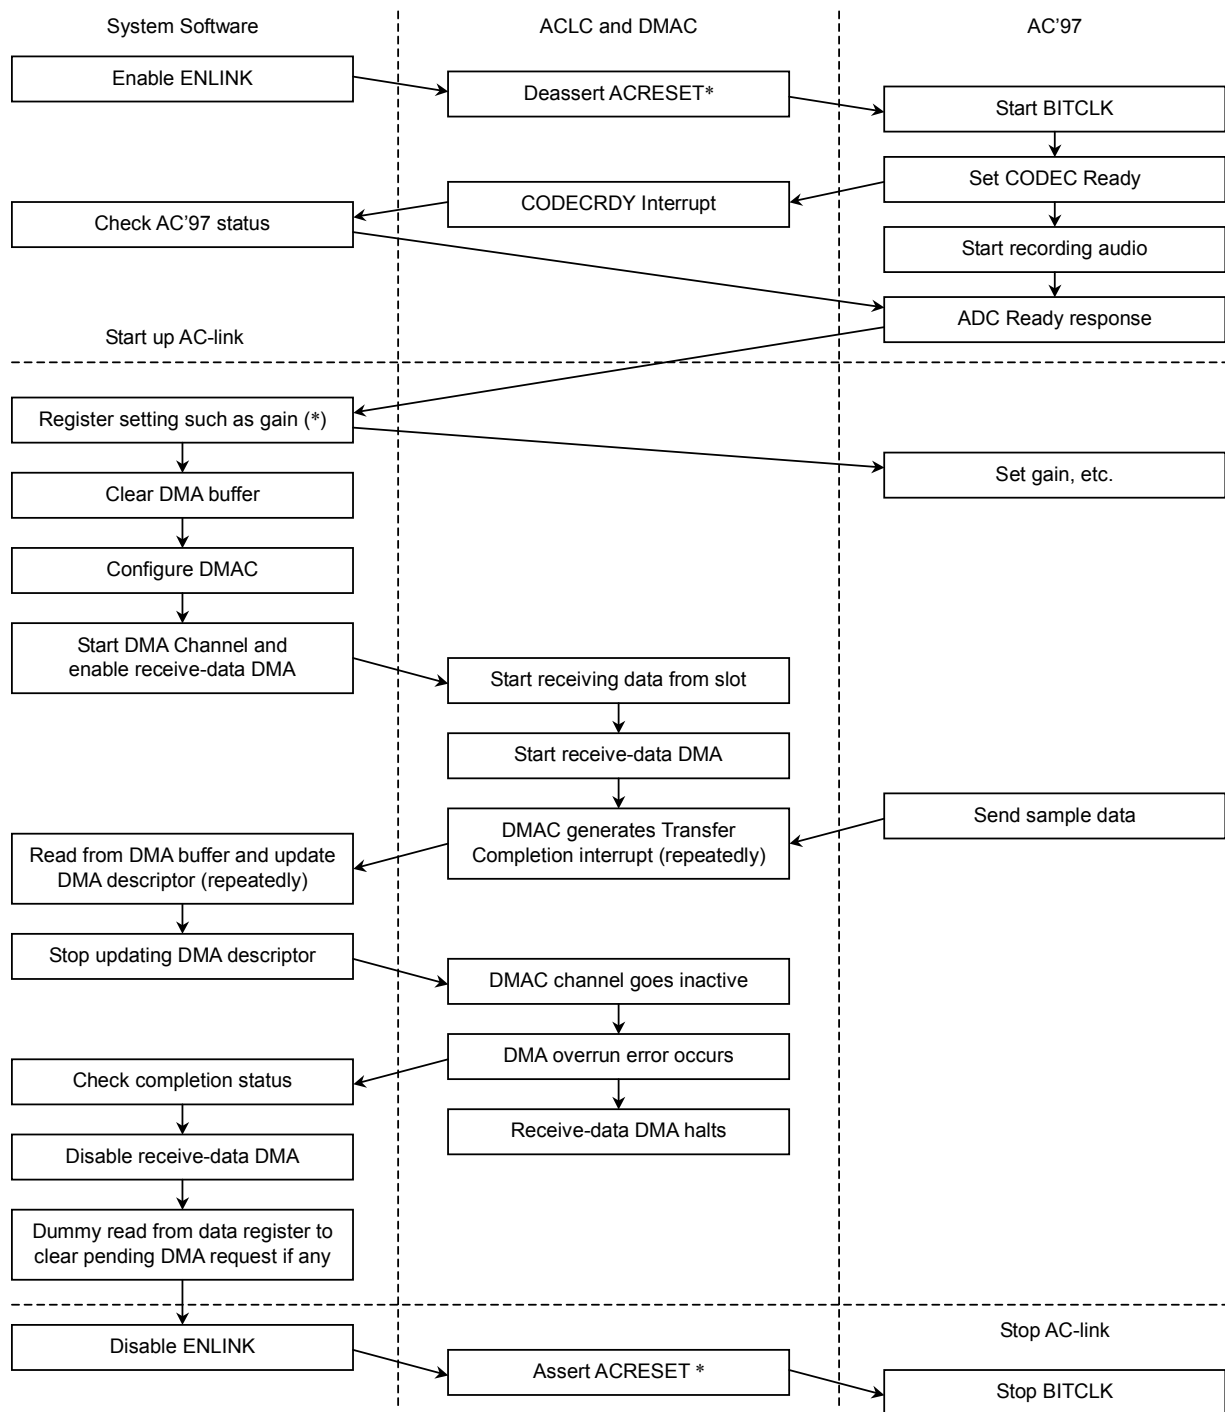 System Software
ACLC and DMAC
AC’97
Enable ENLINK
Deassert ACRESET*
Start BITCLK
Set CODEC Ready
CODECRDY Interrupt
Check AC’97 status
Start recording audio
ADC Ready response
Start up AC-link
Register setting such as gain (*)
Set gain, etc.
Clear DMA buffer
Configure DMAC
Start DMA Channel and
enable receive-data DMA
Start receiving data from slot
Start receive-data DMA
Send sample data
DMAC generates Transfer
Completion interrupt (repeatedly)
Read from DMA buffer and update
DMA descriptor (repeatedly)
Stop updating DMA descriptor
DMAC channel goes inactive
DMA overrun error occurs
Check completion status
Receive-data DMA halts
Disable receive-data DMA
Dummy read from data register to
clear pending DMA request if any
Stop AC-link
Disable ENLINK
Assert ACRESET *
Stop BITCLK